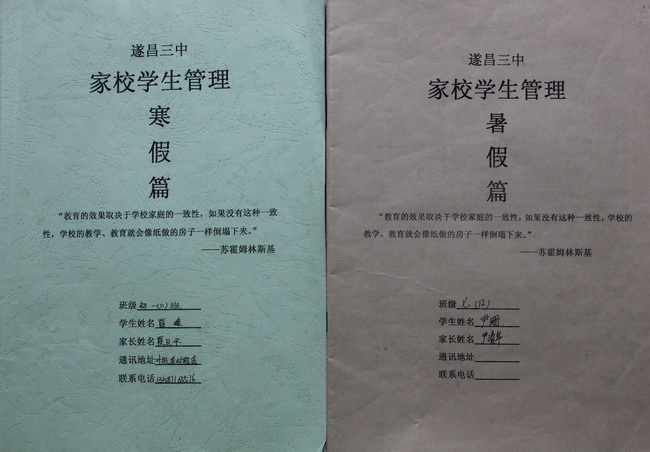 遂昌三中
家校学生管理
寒
假
篇
“教育的效果取决于学校家庭的一致性，如果没有这种一致
性，学校的教学、教育就会像纸做的房子一样倒塌下来。”
——苏霍姆林斯基
班级 初一(11)班
学生姓名
家长姓名
通讯地址
联系电话
遂昌三中
家校学生管理
暑
假
篇
“教育的效果取决于学校家庭的一致性，如果没有这种一致性，学校的
教学、教育就会像纸做的房子一样倒塌下来。”
——苏霍姆林斯基
班级 七(12)
学生姓名
家长姓名
通讯地址
联系电话